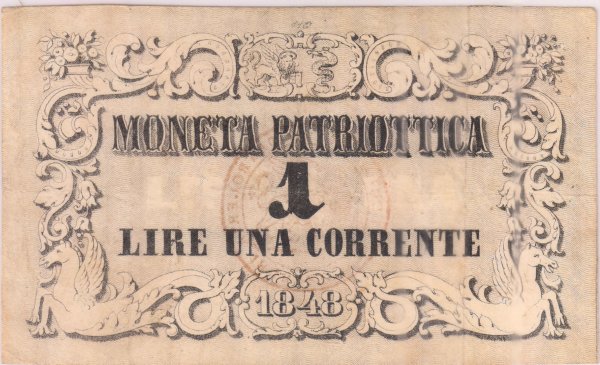 MONETA PATRIOTTICA
1
LIRE UNA CORRENTE
1848